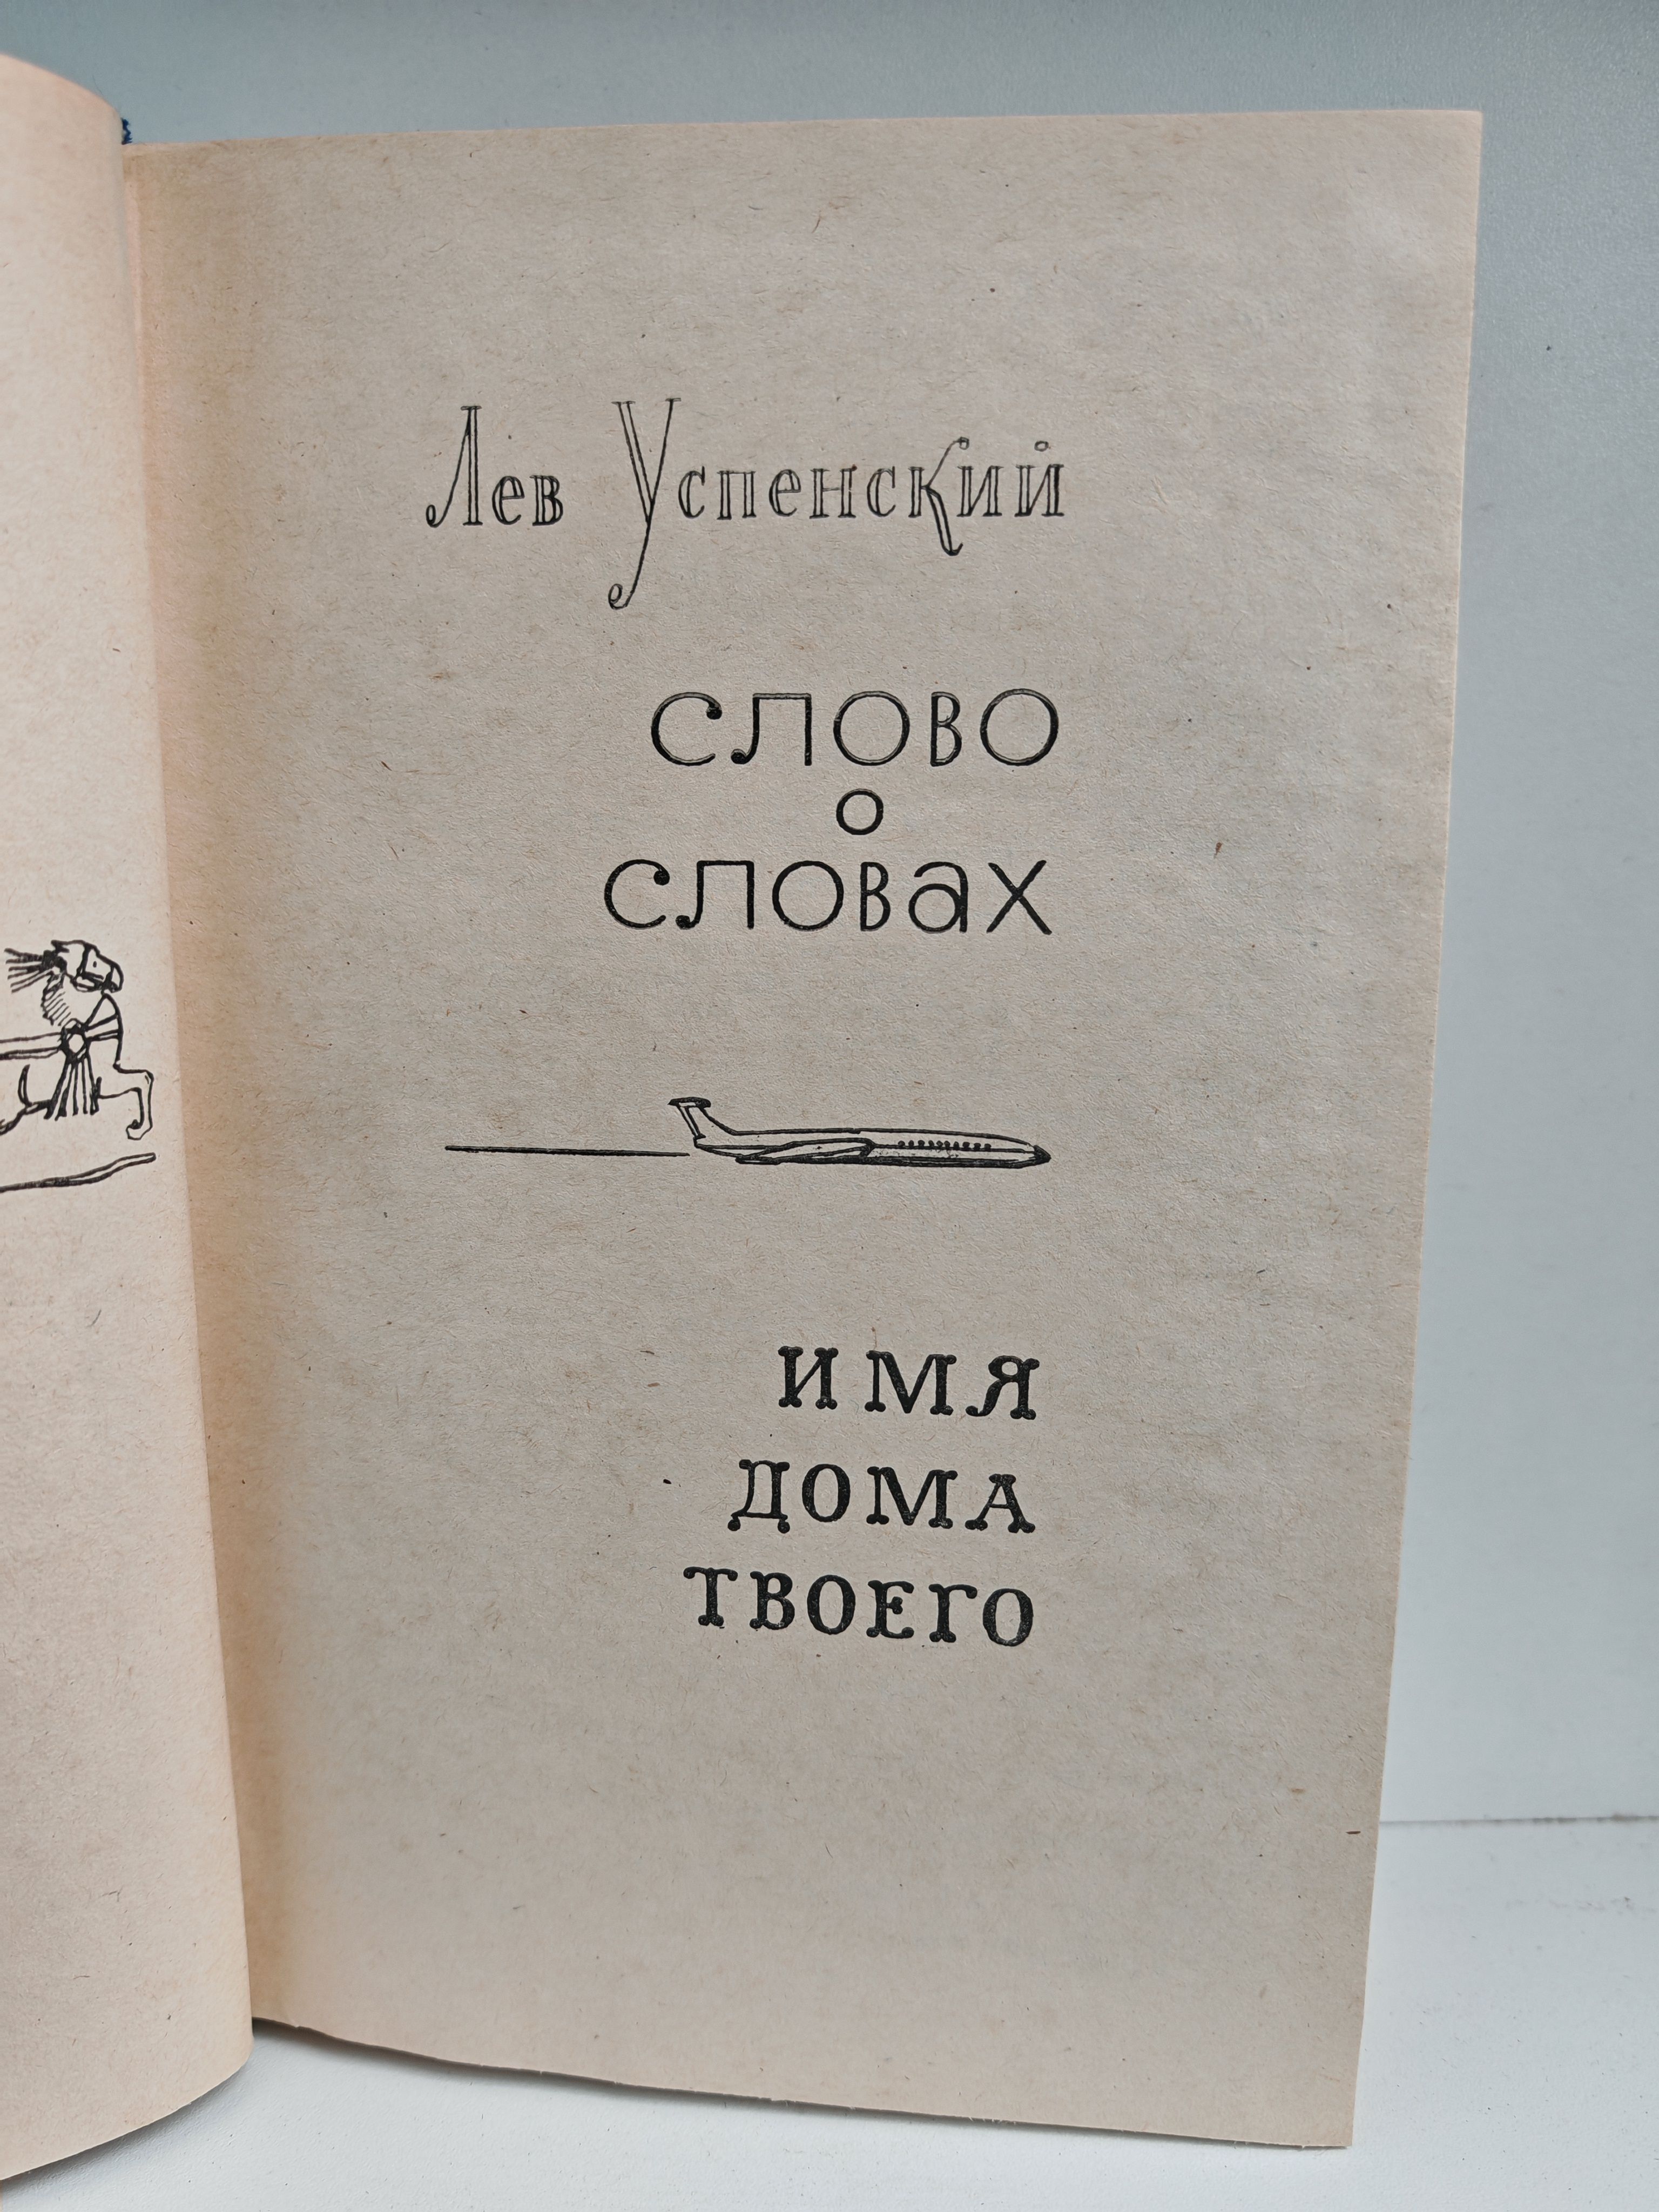 Лев Успенский
СЛОВО
О
СЛОВАХ
ИМЯ
ДОМА
ТВОЕГО